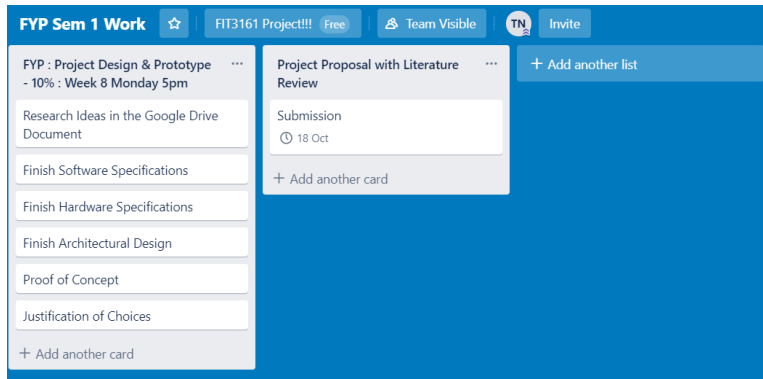 FYP Sem 1 Work
FIT3161 Project!!! Free
Team Visible
TN
Invite
FYP : Project Design & Prototype
- 10% : Week 8 Monday 5pm
Research Ideas in the Google Drive
Document
Finish Software Specifications
Finish Hardware Specifications
Finish Architectural Design
Proof of Concept
Justification of Choices
+ Add another card
Project Proposal with Literature
Review
Submission
18 Oct
+ Add another card
+ Add another list